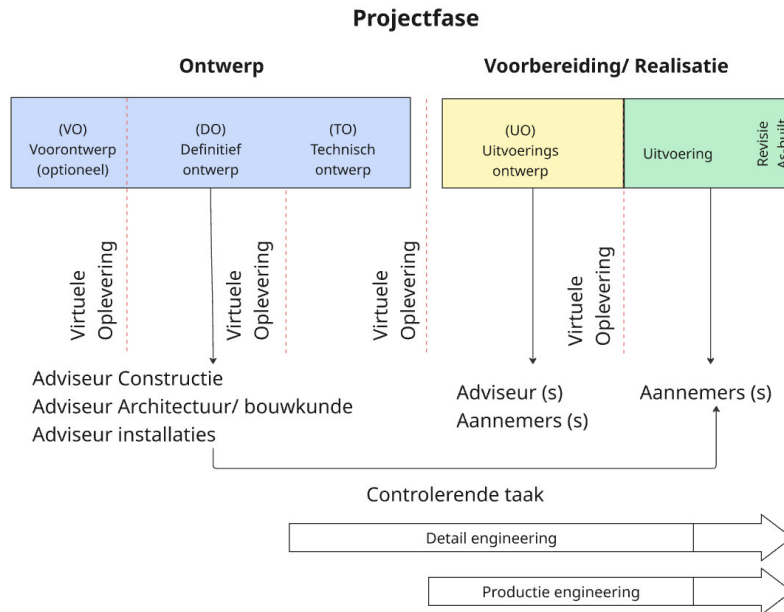 Projectfase
Ontwerp
Voorbereiding/ Realisatie
(VO)
Voorontwerp
(optioneel)
(DO)
Definitief
ontwerp
(TO)
Technisch
ontwerp
(UO)
Uitvoerings
ontwerp
Uitvoering
Revisie
As-built
Virtuele
Oplevering
Virtuele
Oplevering
Virtuele
Oplevering
Virtuele
Oplevering
Adviseur Constructie
Adviseur Architectuur/ bouwkunde
Adviseur installaties
Adviseur (s)
Aannemers (s)
Aannemers (s)
Controlerende taak
Detail engineering
Productie engineering